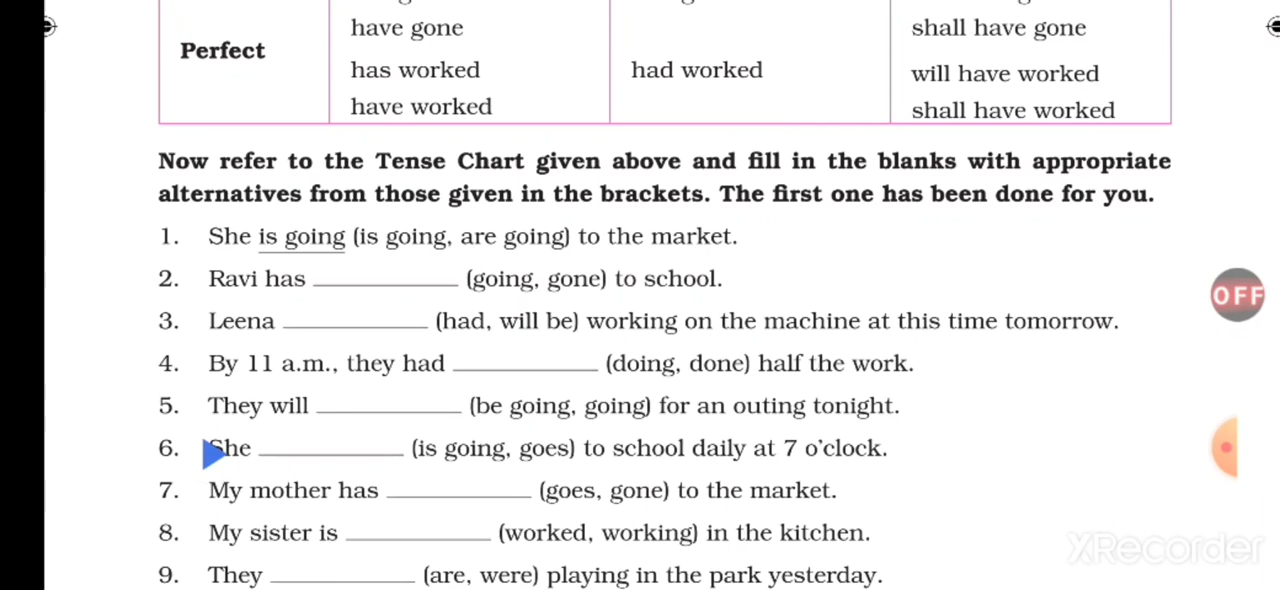 have gone
shall have gone
Perfect
has worked
had worked
will have worked
have worked
shall have worked
Now refer to the Tense Chart given above and fill in the blanks with appropriate
alternatives from those given in the brackets. The first one has been done for you.
1. She is going (is going, are going) to the market.
2. Ravi has ____________ (going, gone) to school.
3. Leena ____________ (had, will be) working on the machine at this time tomorrow.
4. By 11 a.m., they had ____________ (doing, done) half the work.
5. They will ____________ (be going, going) for an outing tonight.
6. She ____________ (is going, goes) to school daily at 7 o’clock.
7. My mother has ____________ (goes, gone) to the market.
8. My sister is ____________ (worked, working) in the kitchen.
9. They ____________ (are, were) playing in the park yesterday.
OFF
XRecorder